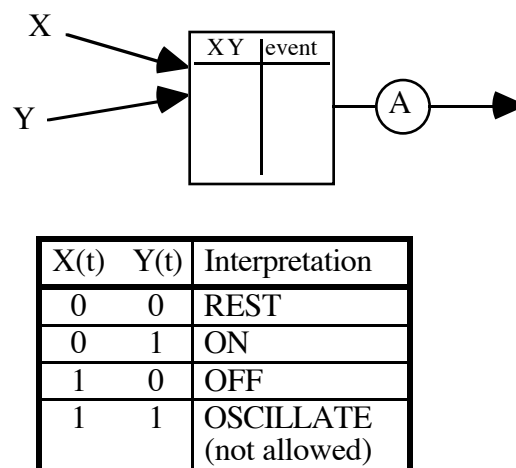 X
XY event
A
Y
X(t) Y(t) Interpretation
0 0 REST
0 1 ON
1 0 OFF
1 1 OSCILLATE
(not allowed)